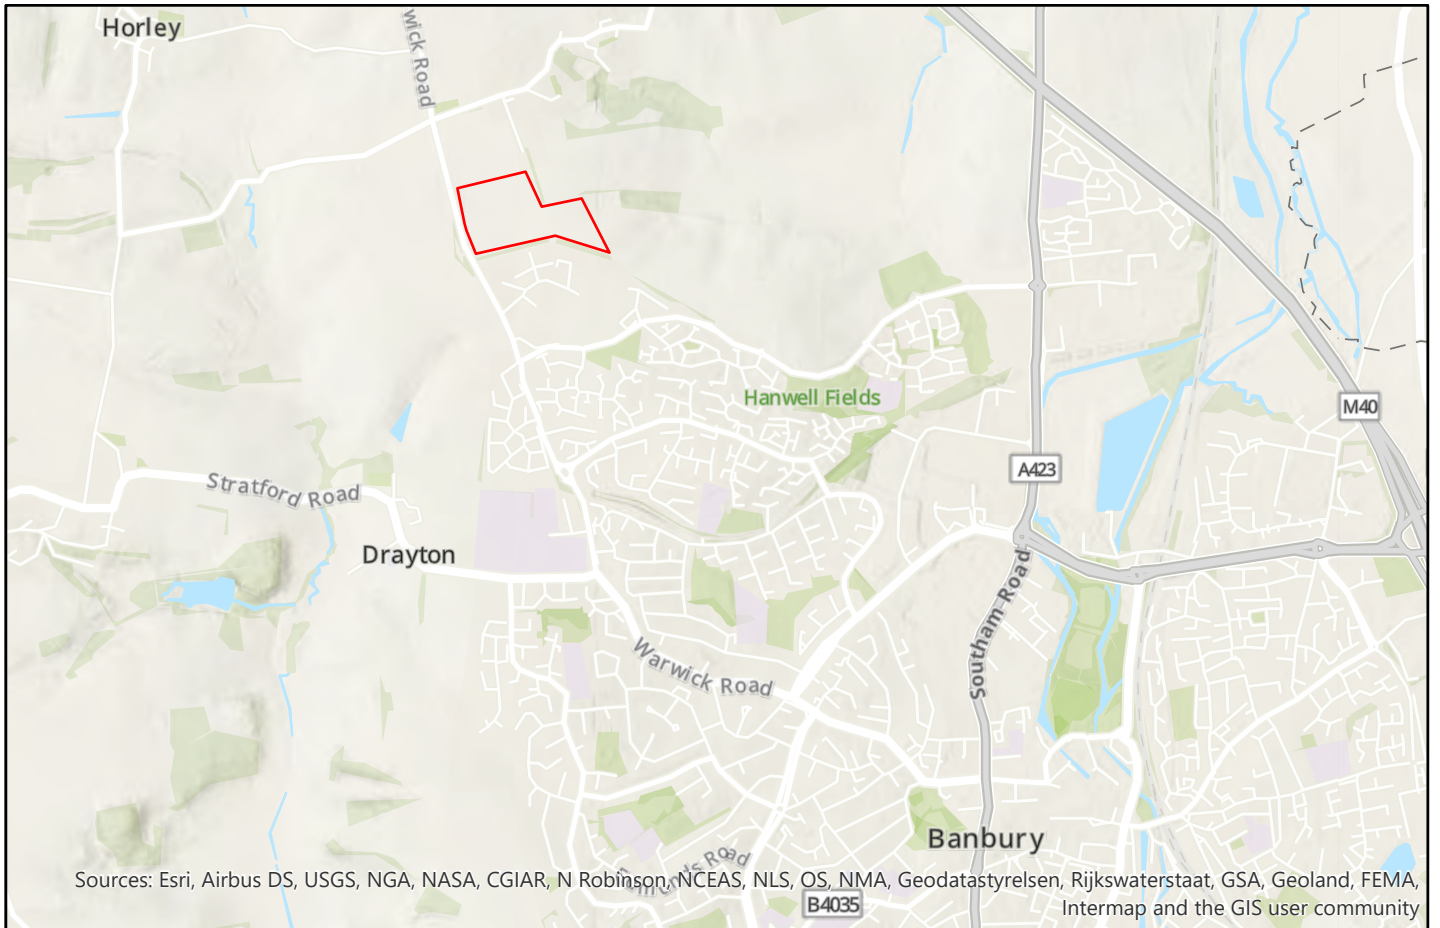 Horley
wick Road
Hanwell Fields
M40
A423
Stratford Road
Drayton
Southam Road
Warwick Road
Banbury
Road
Sources: Esri, Airbus DS, USGS, NGA, NASA, CGIAR, N Robinson, NCEAS, NLS, OS, NMA, Geodatastyrelsen, Rijkswaterstaat, GSA, Geoland, FEMA,
Intermap and the GIS user community
B4035